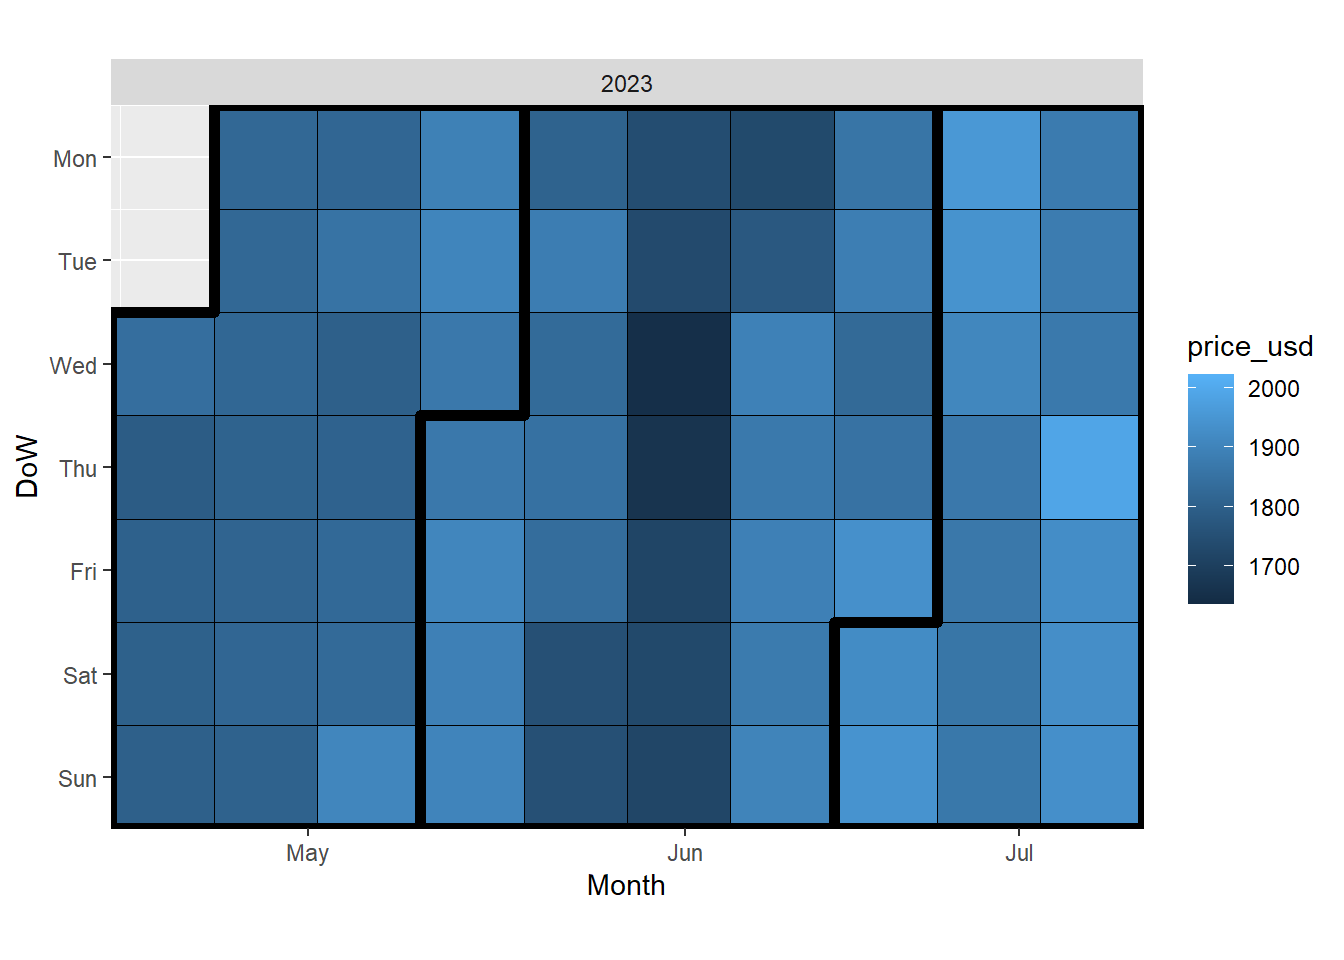 2023
Mon
Tue
Wed
Thu
Fri
Sat
Sun
DoW
May Jun Jul
Month
price_usd
2000
1900
1800
1700